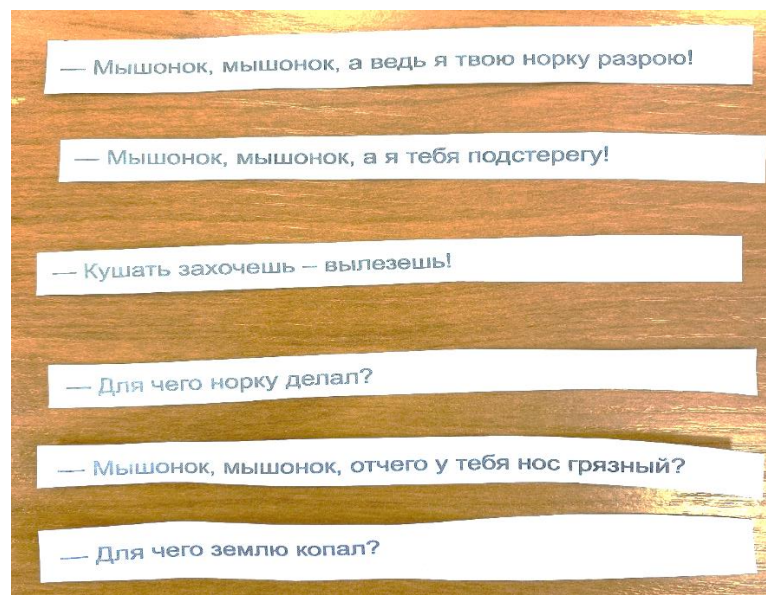 — Мышонок, мышонок, а ведь я твою норку разрою!
— Мышонок, мышонок, а я тебя подстерегу!
— Кушать захочешь – вылезешь!
— Для чего норку делал?
— Мышонок, мышонок, отчего у тебя нос грязный?
— Для чего землю копал?